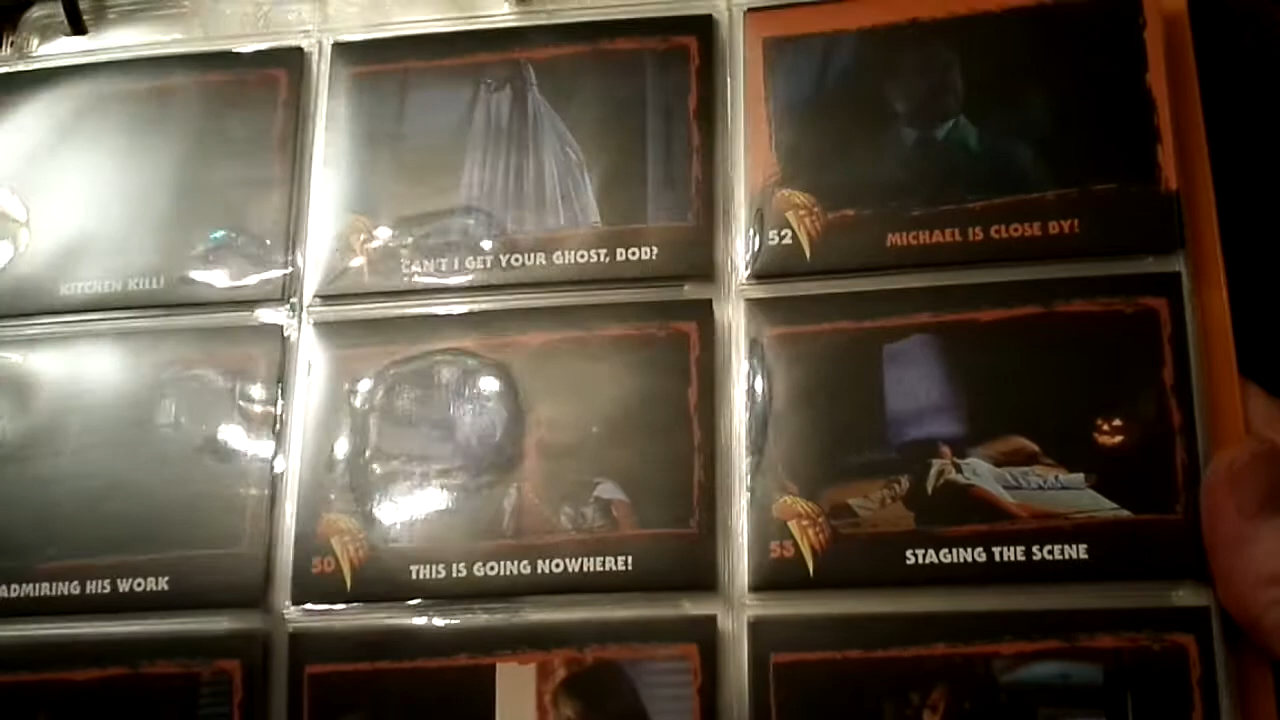 KITCHEN KILL!
CAN'T I GET YOUR GHOST, BOB?
52
MICHAEL IS CLOSE BY!
ADMIRING HIS WORK
50
THIS IS GOING NOWHERE!
53
STAGING THE SCENE